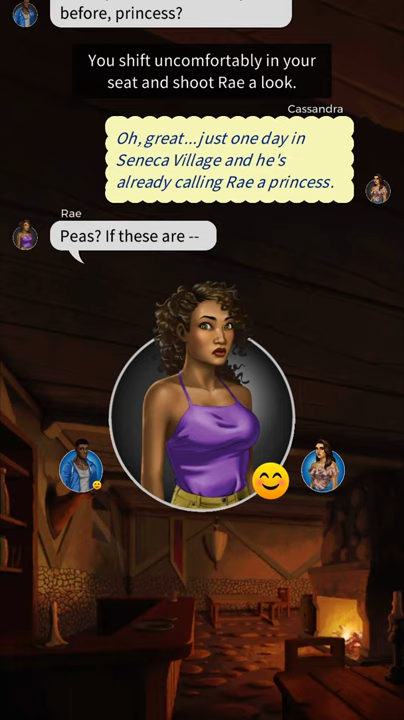 before, princess?
You shift uncomfortably in your
seat and shoot Rae a look.
Cassandra
Oh, great...just one day in
Seneca Village and he's
already calling Rae a princess.
Rae
Peas? If these are --